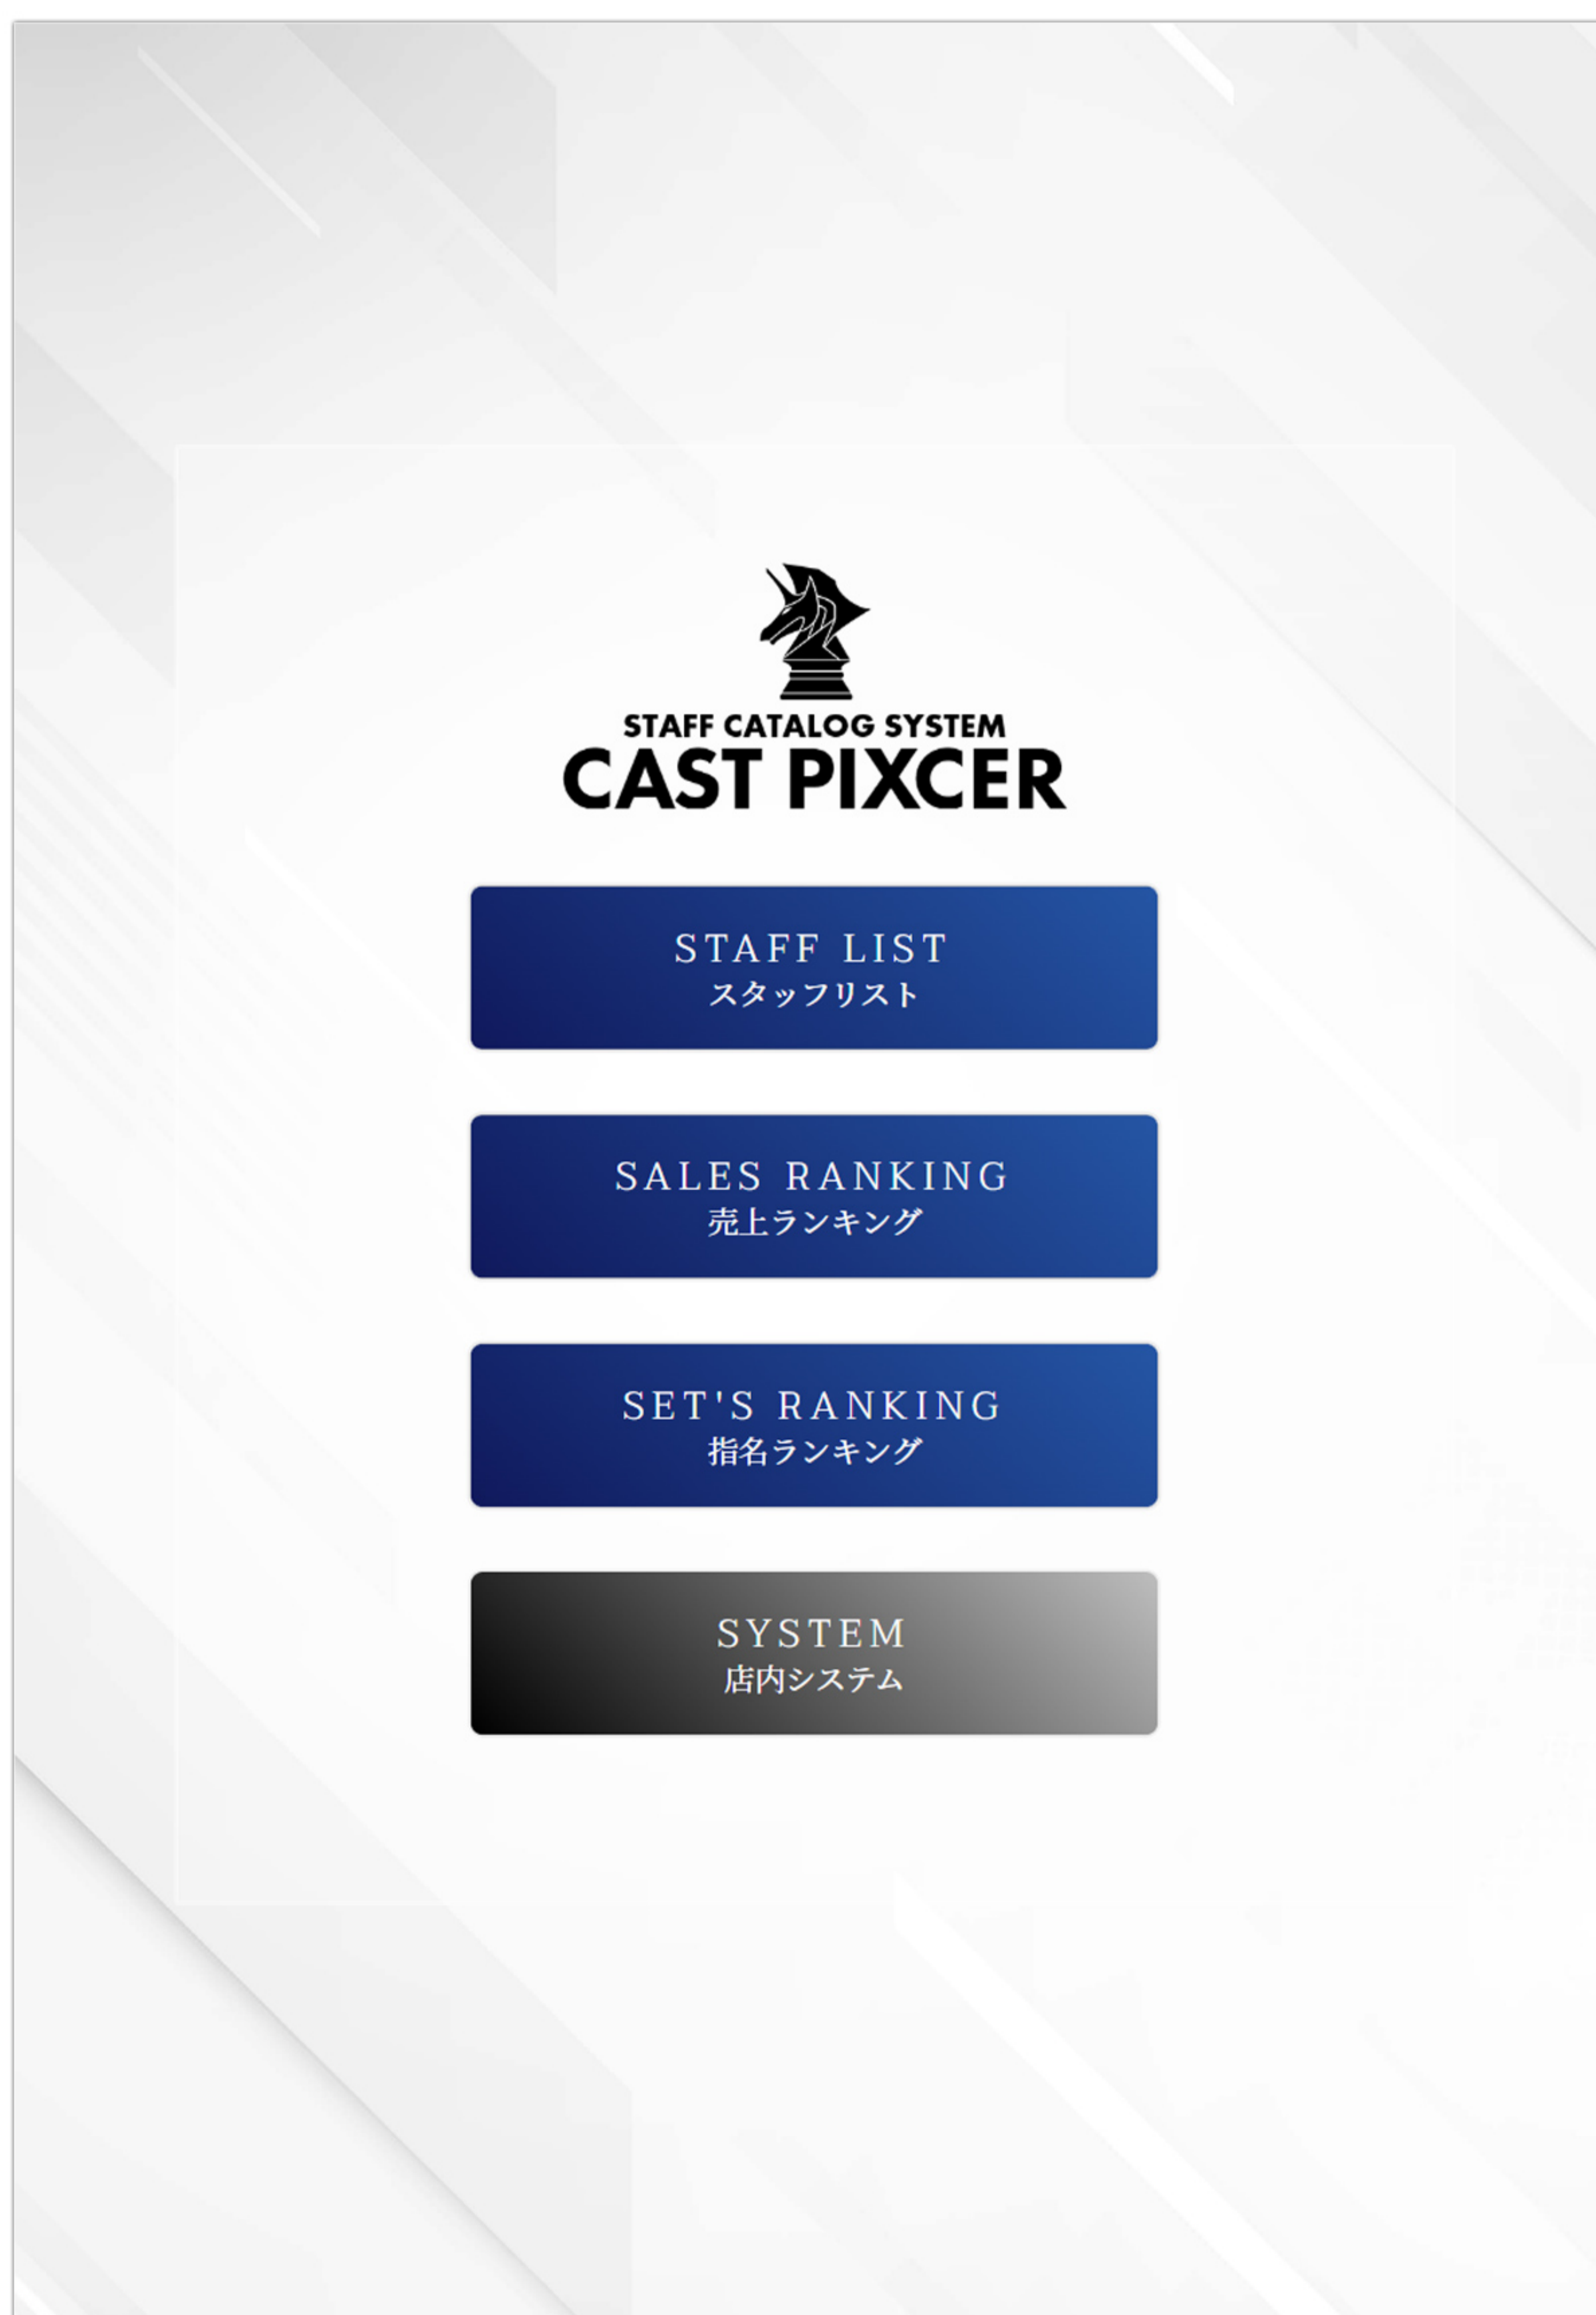 STAFF CATALOG SYSTEM
CAST PIXCER
STAFF LIST
スタッフリスト
SALES RANKING
売上ランキング
SET'S RANKING
指名ランキング
SYSTEM
店内システム